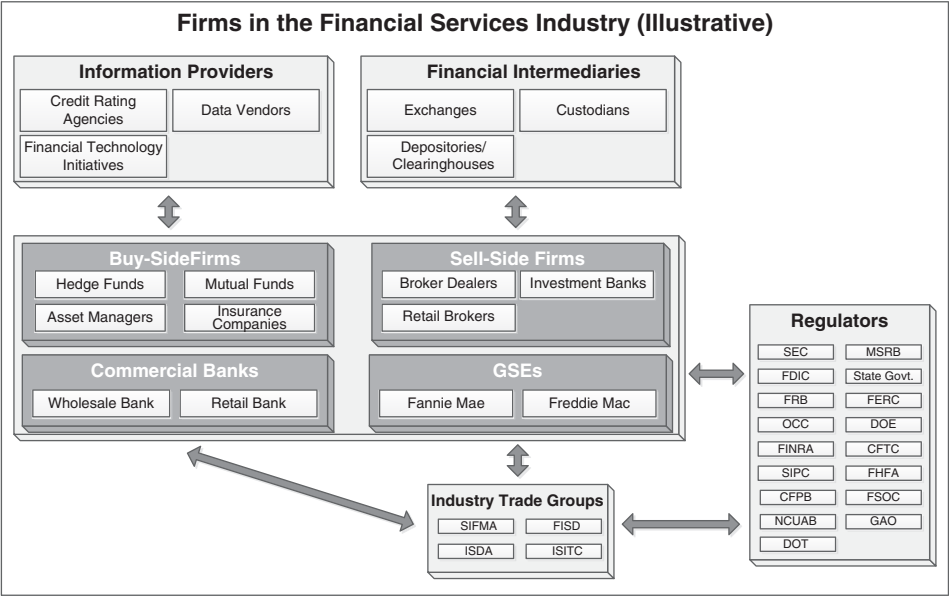 Firms in the Financial Services Industry (Illustrative)
Information Providers
Credit Rating
Agencies
Data Vendors
Financial Technology
Initiatives
Financial Intermediaries
Exchanges
Custodians
Depositories/
Clearinghouses
Buy-SideFirms
Hedge Funds
Mutual Funds
Asset Managers
Insurance
Companies
Sell-Side Firms
Broker Dealers
Investment Banks
Retail Brokers
Commercial Banks
Wholesale Bank
Retail Bank
GSEs
Fannie Mae
Freddie Mac
Regulators
SEC
MSRB
FDIC
State Govt.
FRB
FERC
OCC
DOE
FINRA
CFTC
SIPC
FHFA
CFPB
FSOC
NCUAB
GAO
DOT
Industry Trade Groups
SIFMA
FISD
ISDA
ISITC